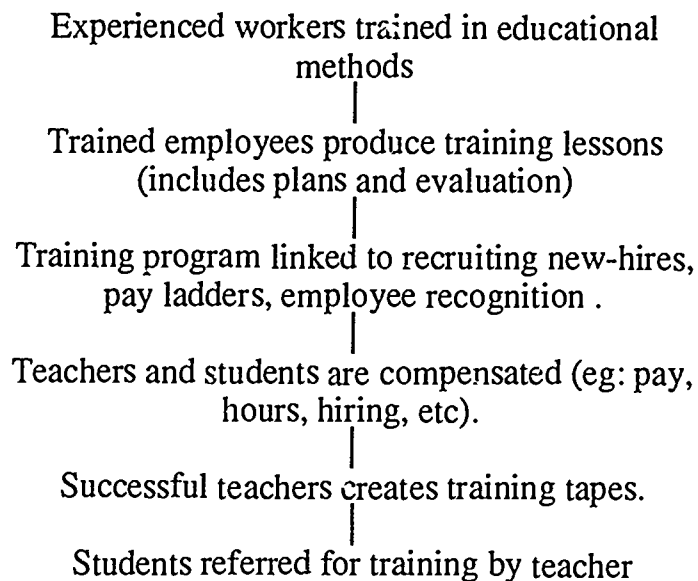 Experienced workers trained in educational
methods
Trained employees produce training lessons
(includes plans and evaluation)
Training program linked to recruiting new-hires,
pay ladders, employee recognition .
Teachers and students are compensated (eg: pay,
hours, hiring, etc).
Successful teachers creates training tapes.
Students referred for training by teacher